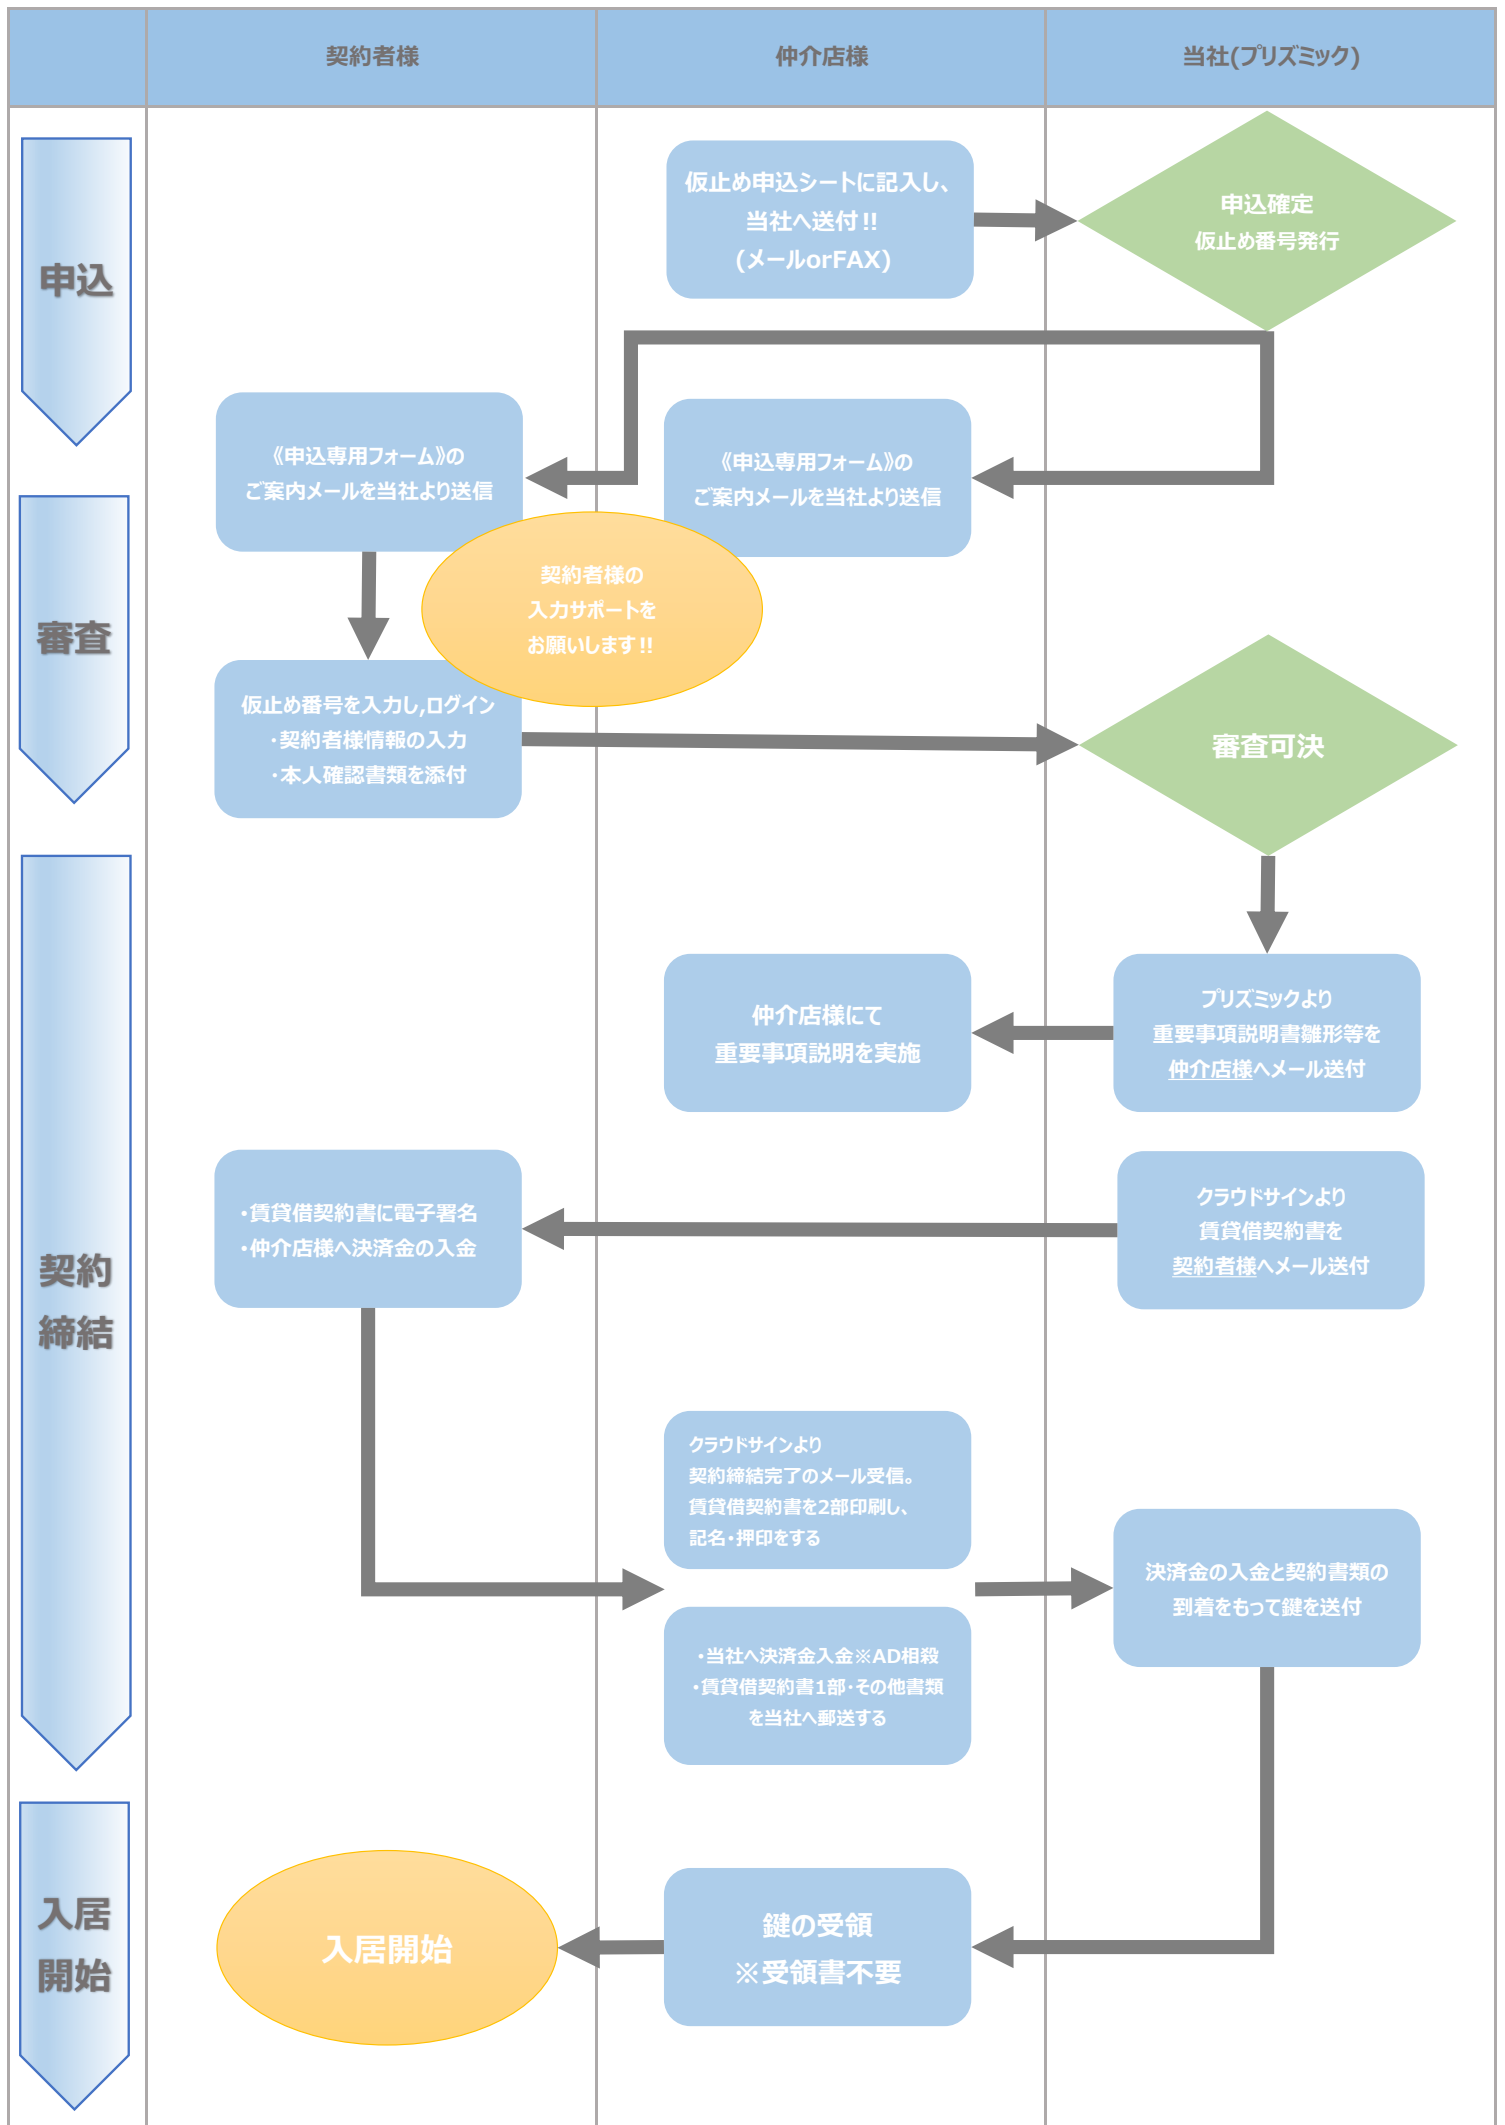 契約者様
仲介店様
当社(プリズミック)
申込
仮止め申込シートに記入し、
当社へ送付!!
(メールorFAX)
申込確定
仮止め番号発行
《申込専用フォーム》の
ご案内メールを当社より送信
《申込専用フォーム》の
ご案内メールを当社より送信
審査
契約者様の
入力サポートを
お願いします!!
仮止め番号を入力し,ログイン
・契約者様情報の入力
・本人確認書類を添付
審査可決
契約
締結
仲介店様にて
重要事項説明を実施
プリズミックより
重要事項説明書雛形等を
仲介店様へメール送付
・賃貸借契約書に電子署名
・仲介店様へ決済金の入金
クラウドサインより
賃貸借契約書を
契約者様へメール送付
クラウドサインより
契約締結完了のメール受信。
賃貸借契約書を2部印刷し、
記名・押印をする
決済金の入金と契約書類の
到着をもって鍵を送付
・当社へ決済金入金※AD相殺
・賃貸借契約書1部・その他書類
を当社へ郵送する
入居
開始
入居開始
鍵の受領
※受領書不要